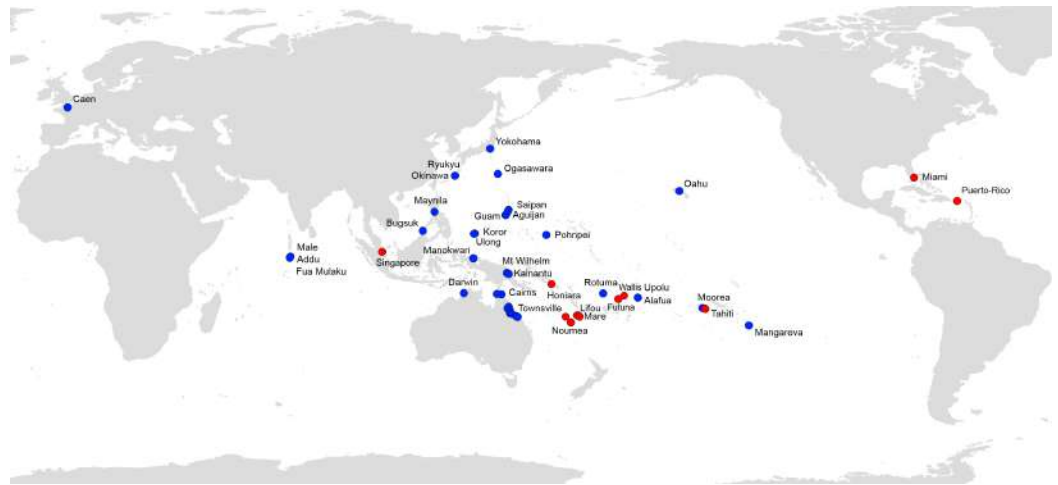 Caen
Yokohama
Ryukyu
Okinawa
Ogasawara
Miami
Oahu
Puerto-Rico
Maynila
Saipan
Guam
Aguijan
Bugsuk
Koror
Ulong
Pohnpei
Male
Addu
Fua Mulaku
Singapore
Manokwari
Mt Wilhelm
Kainantu
Darwin
Cairns
Honiara
Rotuma
Wallis
Upolu
Futuna
Alafua
Moorea
Tahiti
Townsville
Lifou
Mare
Noumea
Mangareva